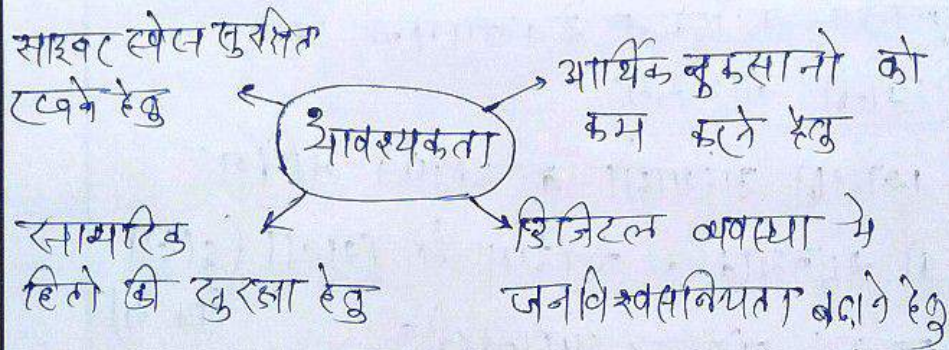 साइबर स्पेस सुरक्षित
रखने हेतु
आर्थिक नुकसानो को
कम करने हेतु
आवश्यकता
सामरिक
हितो की सुरक्षा हेतु
डिजिटल व्यवस्था मे
जनविश्वसनियता बढ़ाने हेतु